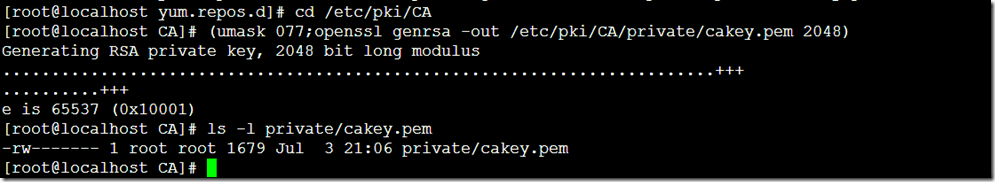 [root@localhost yum.repos.d]# cd /etc/pki/CA
[root@localhost CA]# (umask 077;openssl genrsa -out /etc/pki/CA/private/cakey.pem 2048)
Generating RSA private key, 2048 bit long modulus
.......................................................................+++
..........+++
e is 65537 (0x10001)
[root@localhost CA]# ls -l private/cakey.pem
-rw------- 1 root root 1679 Jul  3 21:06 private/cakey.pem
[root@localhost CA]#